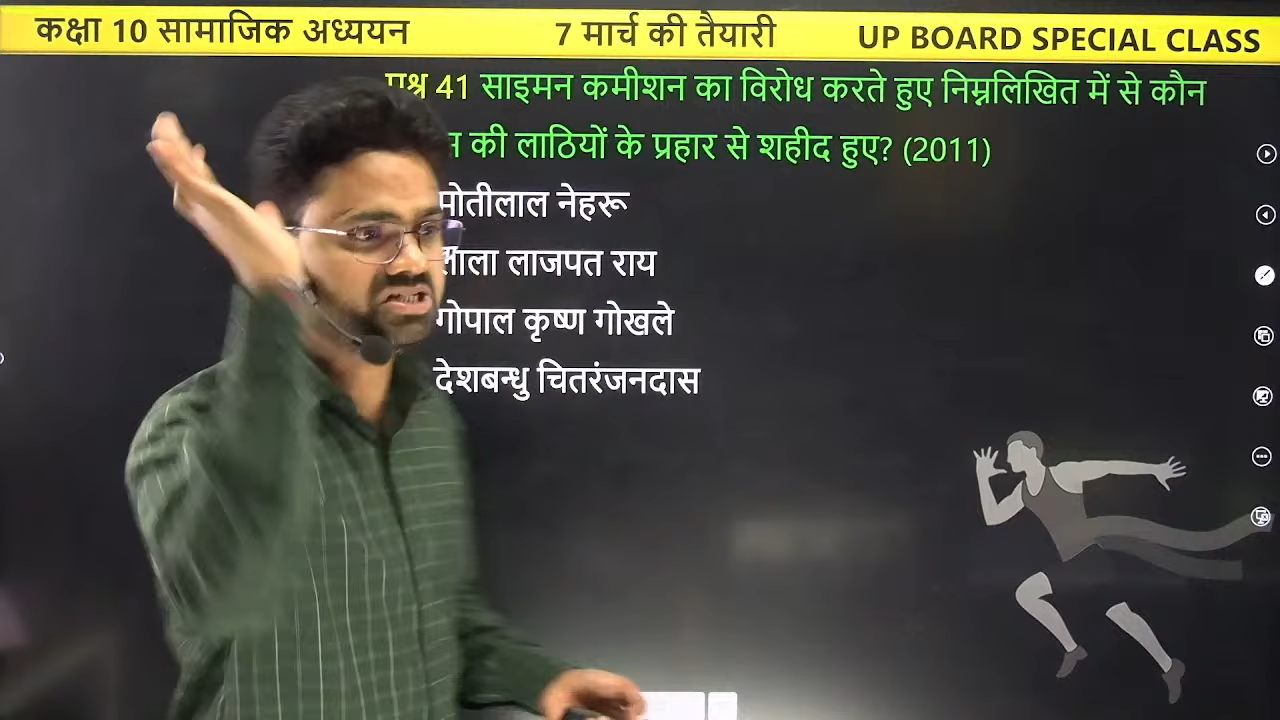 कक्षा 10 सामाजिक अध्ययन 7 मार्च की तैयारी UP BOARD SPECIAL CLASS
प्रश्न 41 साइमन कमीशन का विरोध करते हुए निम्नलिखित में से कौन
की लाठियों के प्रहार से शहीद हुए? (2011)
मोतीलाल नेहरू
लाला लाजपत राय
गोपाल कृष्ण गोखले
देशबन्धु चितरंजनदास